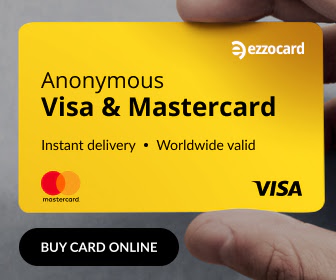 ezzocard
Anonymous
Visa & Mastercard
Instant delivery • Worldwide valid
mastercard VISA
BUY CARD ONLINE